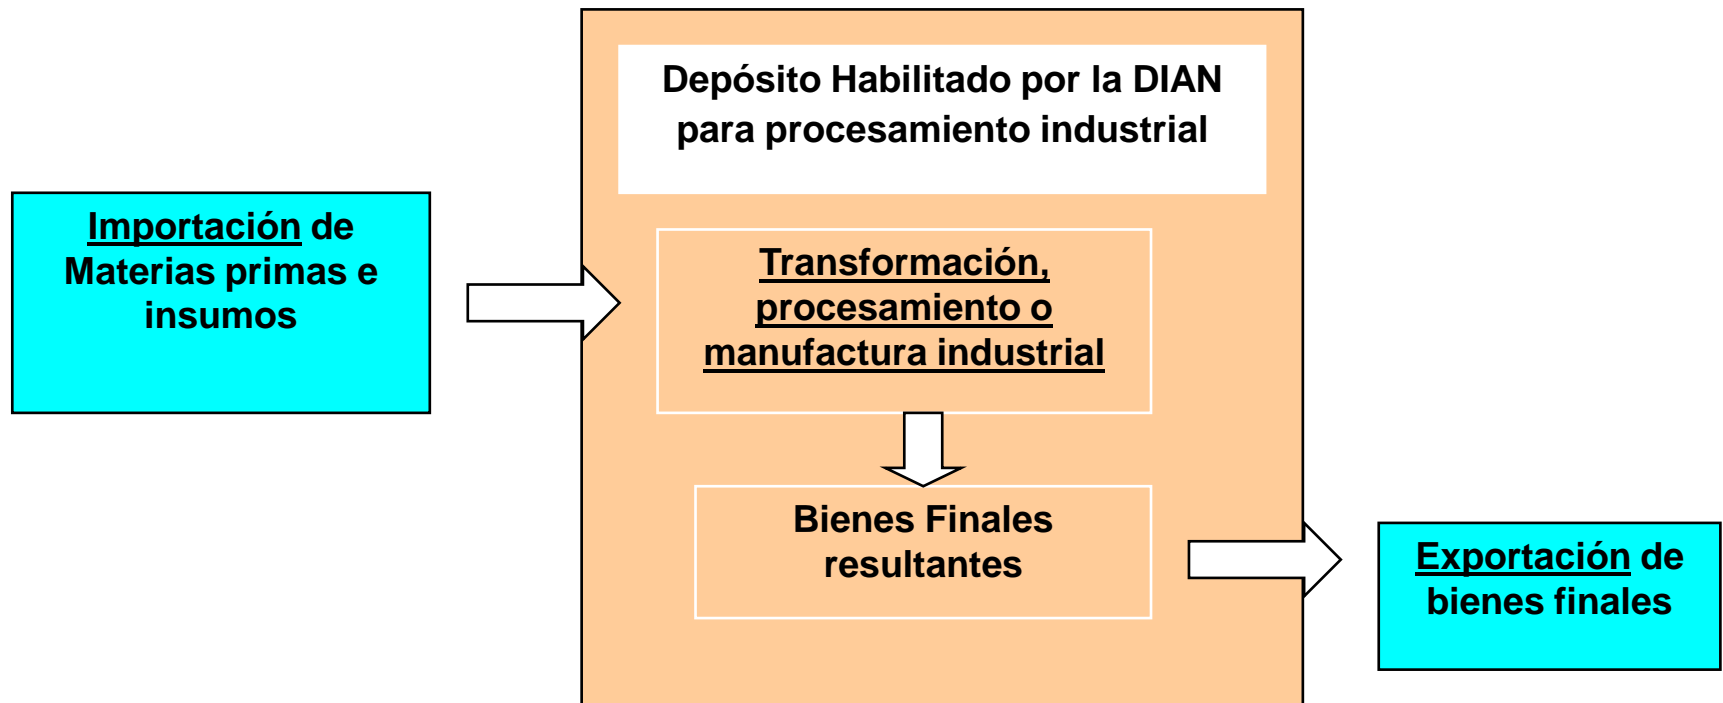 Depósito Habilitado por la DIAN
para procesamiento industrial
Importación de
Materias primas e
insumos
Transformación,
procesamiento o
manufactura industrial
Bienes Finales
resultantes
Exportación de
bienes finales